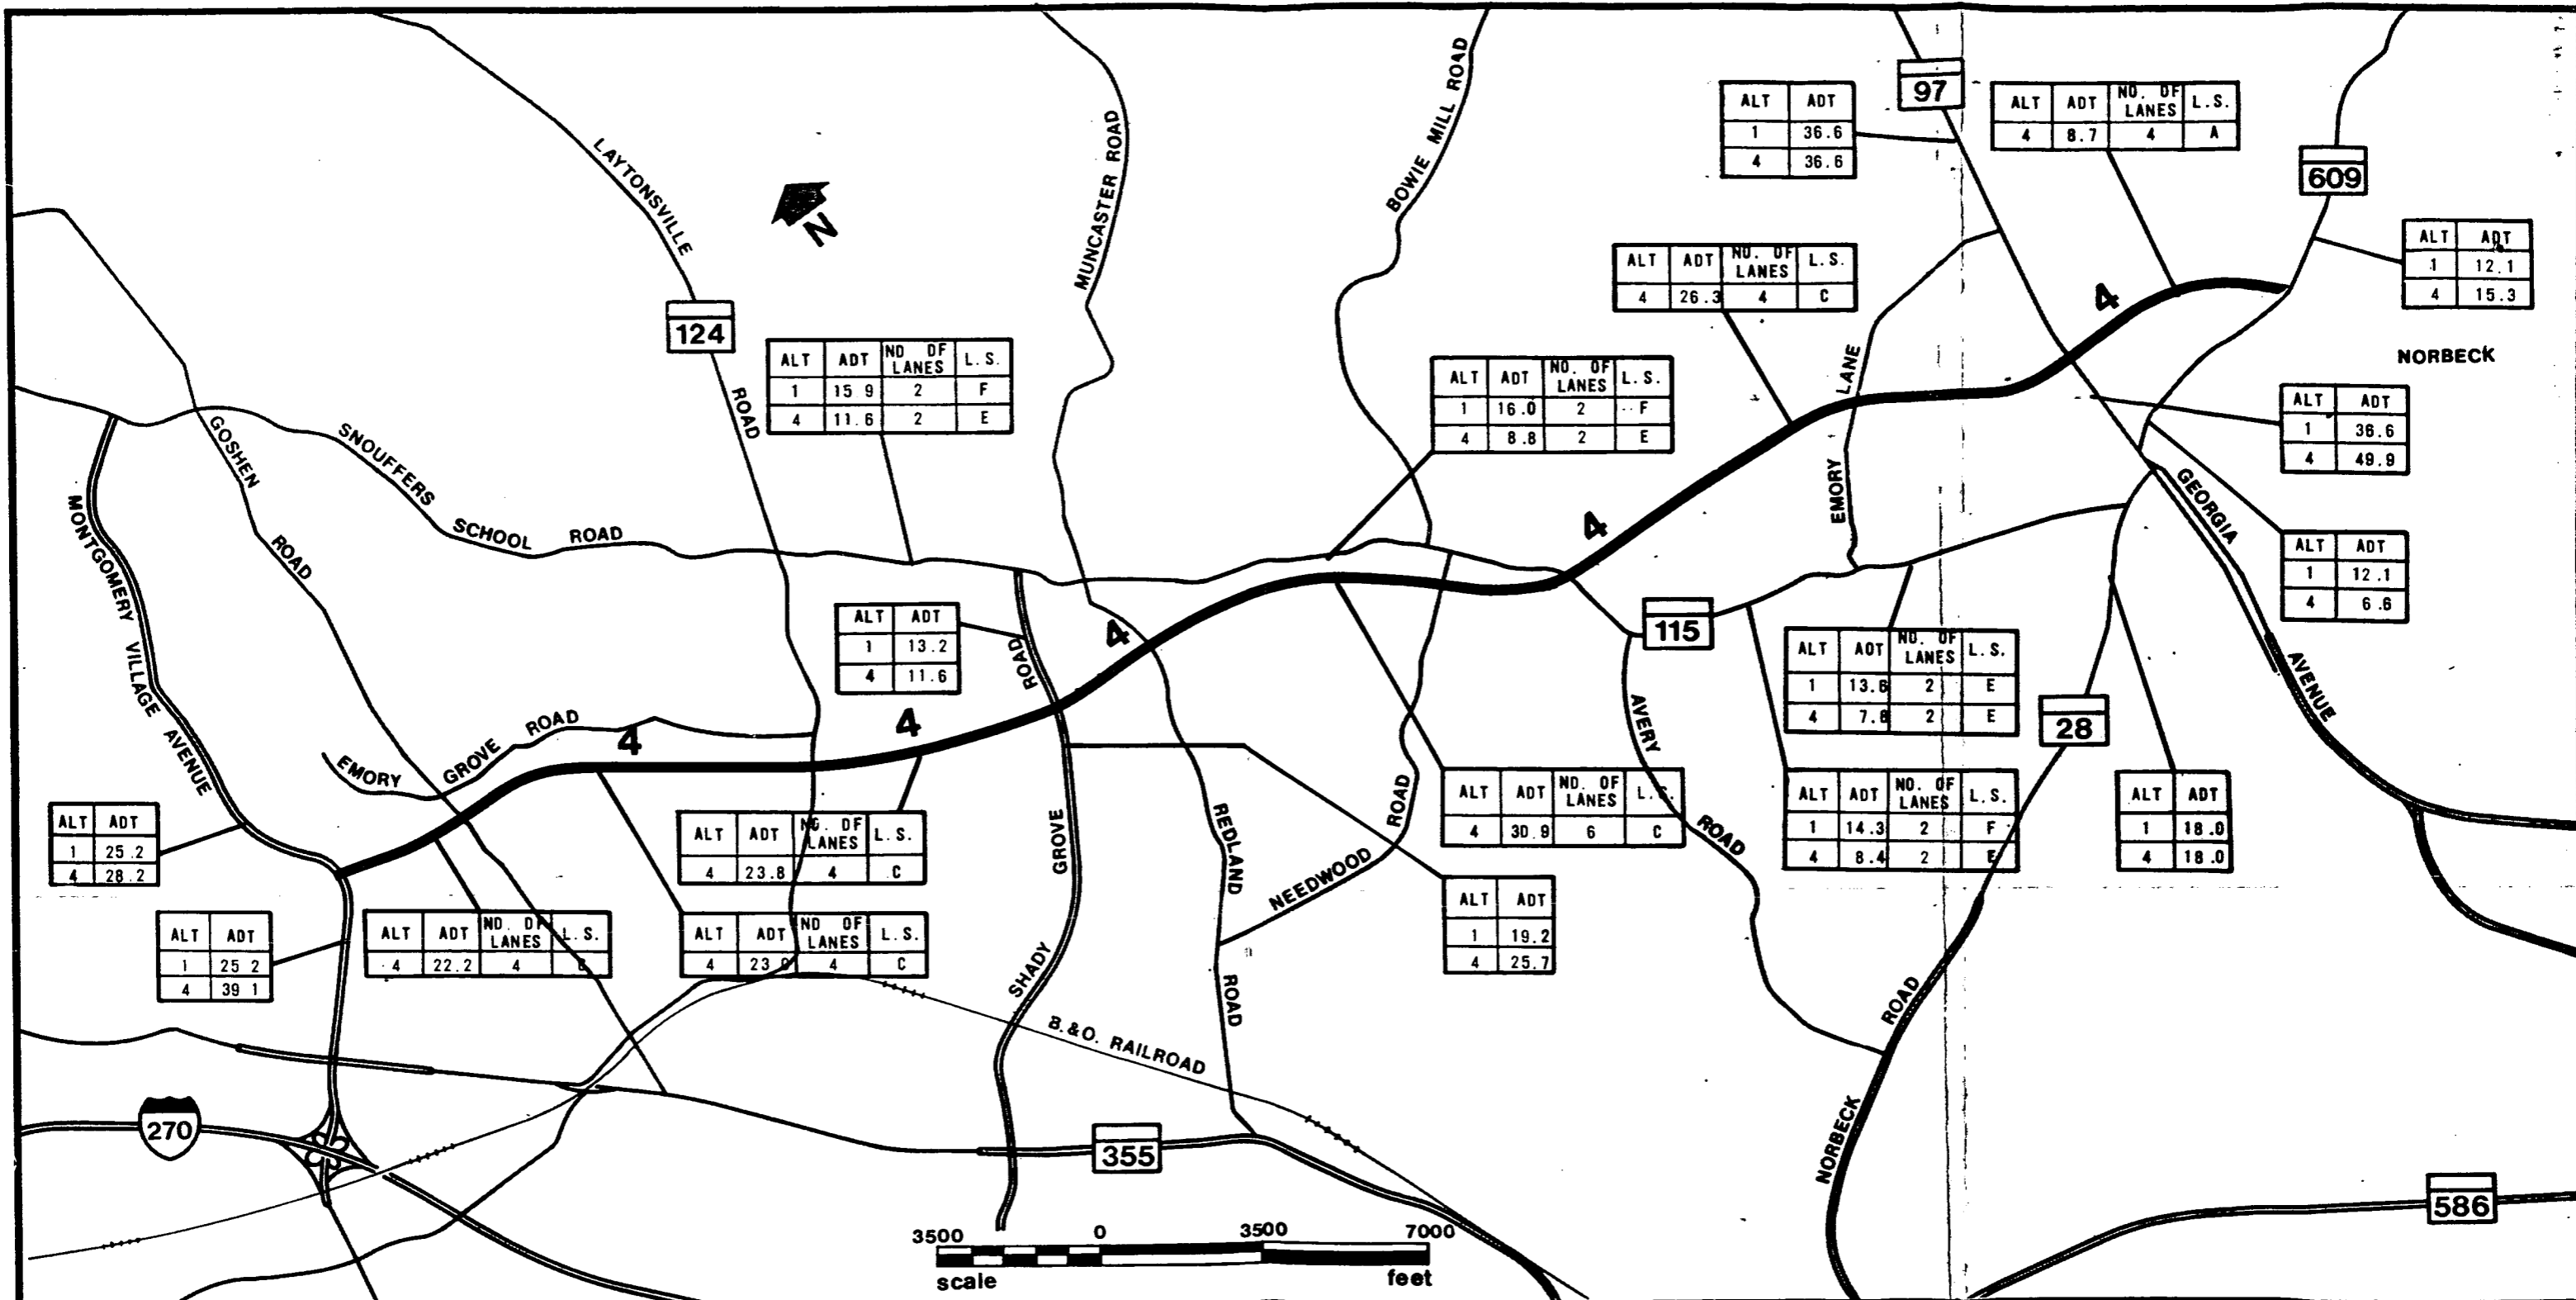 97
ALT ADT
1 36.6
4 36.6
ALT ADT NO. OF LANES L.S.
4 8.7 4 A
609
ALT ADT
1 12.1
4 15.3
LAYTONSVILLE
ROAD
MUNCASTER ROAD
BOWIE MILL ROAD
N
124
ALT ADT NO OF LANES L.S.
1 15 9 2 F
4 11.6 2 E
ALT ADT NO. OF LANES L.S.
4 26.3 4 C
4
NORBECK
ALT ADT NO. OF LANES L.S.
1 16.0 2 F
4 8.8 2 E
EMORY LANE
ALT ADT
1 36.6
4 49.9
GOSHEN
ROAD
SNOUFFERS
SCHOOL ROAD
MONTGOMERY VILLAGE AVENUE
4
GEORGIA
AVENUE
ALT ADT
1 12.1
4 6.6
ALT ADT
1 13.2
4 11.6
ROAD
4
115
ALT ADT NO. OF LANES L.S.
1 13.6 2 E
4 7.8 2 E
28
EMORY GROVE ROAD
4
4
AVERY
ROAD
ALT ADT
1 25.2
4 28.2
ALT ADT NO. OF LANES L.S.
4 23.8 4 C
GROVE
SHADY
REDLAND
ROAD
NEEDWOOD
ROAD
ALT ADT NO. OF LANES L.S.
4 30.9 6 C
ALT ADT NO. OF LANES L.S.
1 14.3 2 F
4 8.4 2 E
ALT ADT
1 18.0
4 18.0
ALT ADT
1 25 2
4 39 1
ALT ADT NO. OF LANES L.S.
4 22.2 4
ALT ADT NO OF LANES L.S.
4 4 C
ALT ADT
1 19.2
4 25.7
B.&O. RAILROAD
ROAD
NORBECK
270
355
586
3500 0 3500 7000
scale feet